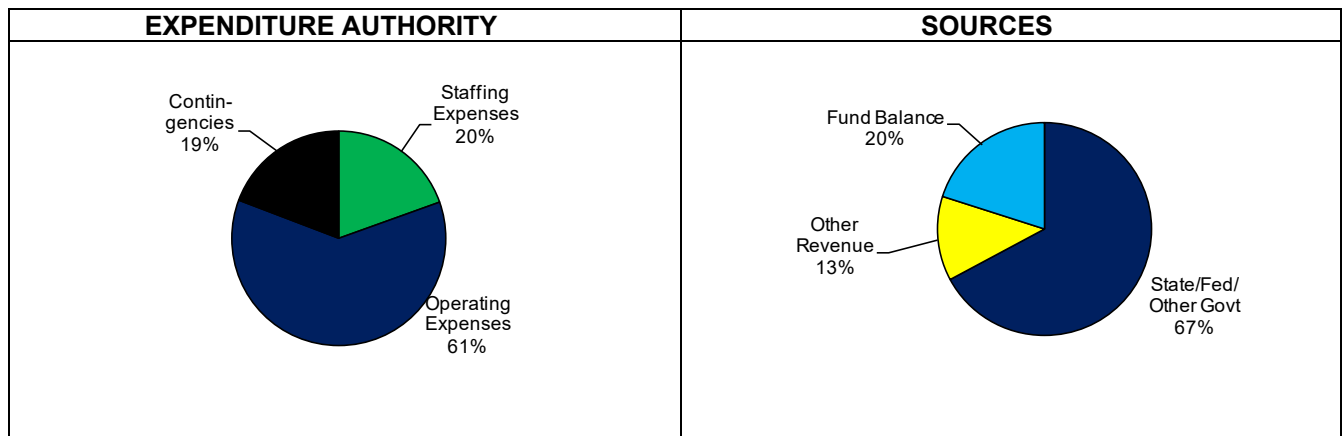 EXPENDITURE AUTHORITY
Contin-
gencies
19%
Staffing
Expenses
20%
Operating
Expenses
61%
SOURCES
Fund Balance
20%
Other
Revenue
13%
State/Fed/
Other Govt
67%